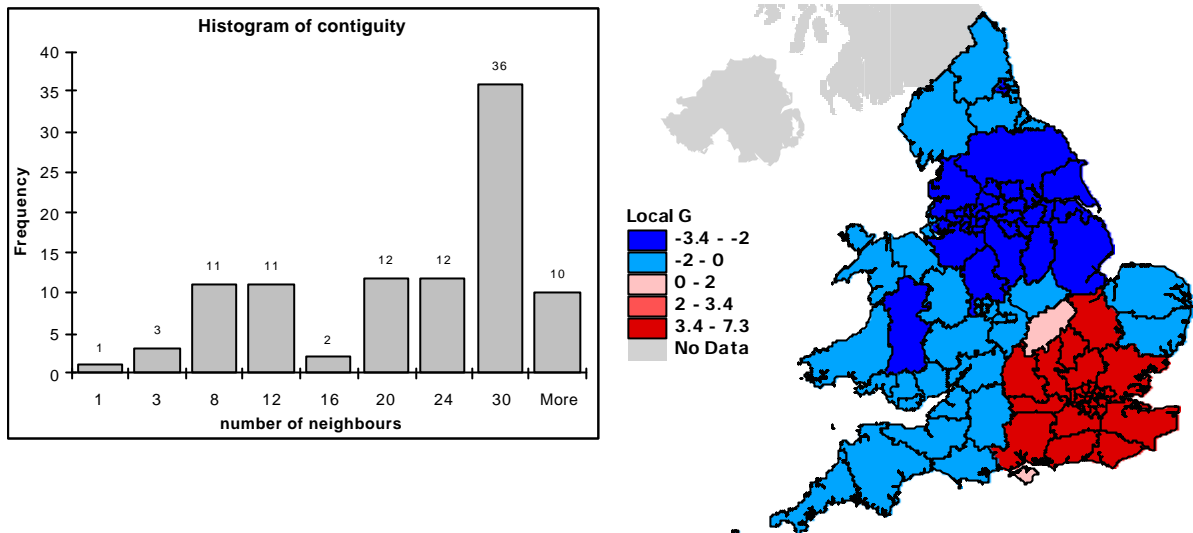 Histogram of contiguity
40
35
30
25
20
15
10
5
0
Frequency
1
3
11
11
2
12
12
36
10
1 3 8 12 16 20 24 30 More
number of neighbours
Local G
-3.4 - -2
-2 - 0
0 - 2
2 - 3.4
3.4 - 7.3
No Data